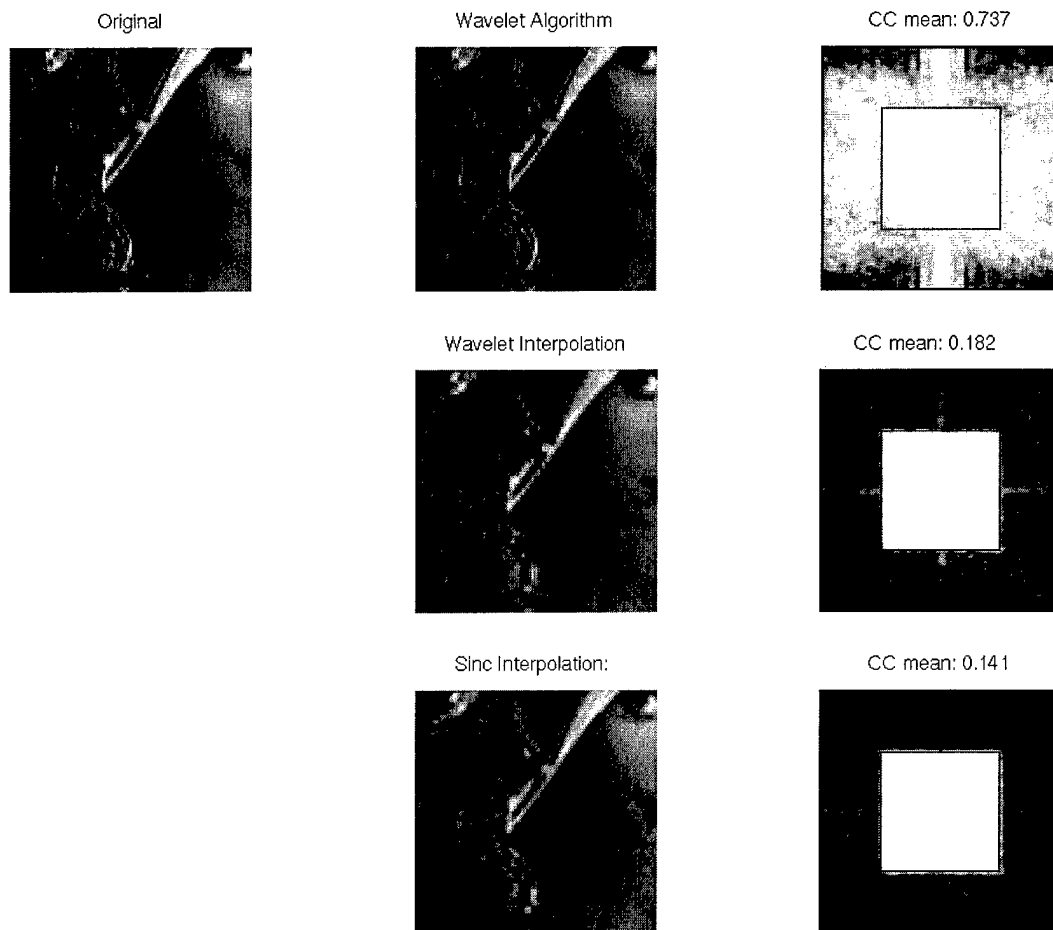 Original
Wavelet Algorithm
CC mean: 0.737
Wavelet Interpolation
CC mean: 0.182
Sinc Interpolation:
CC mean: 0.141